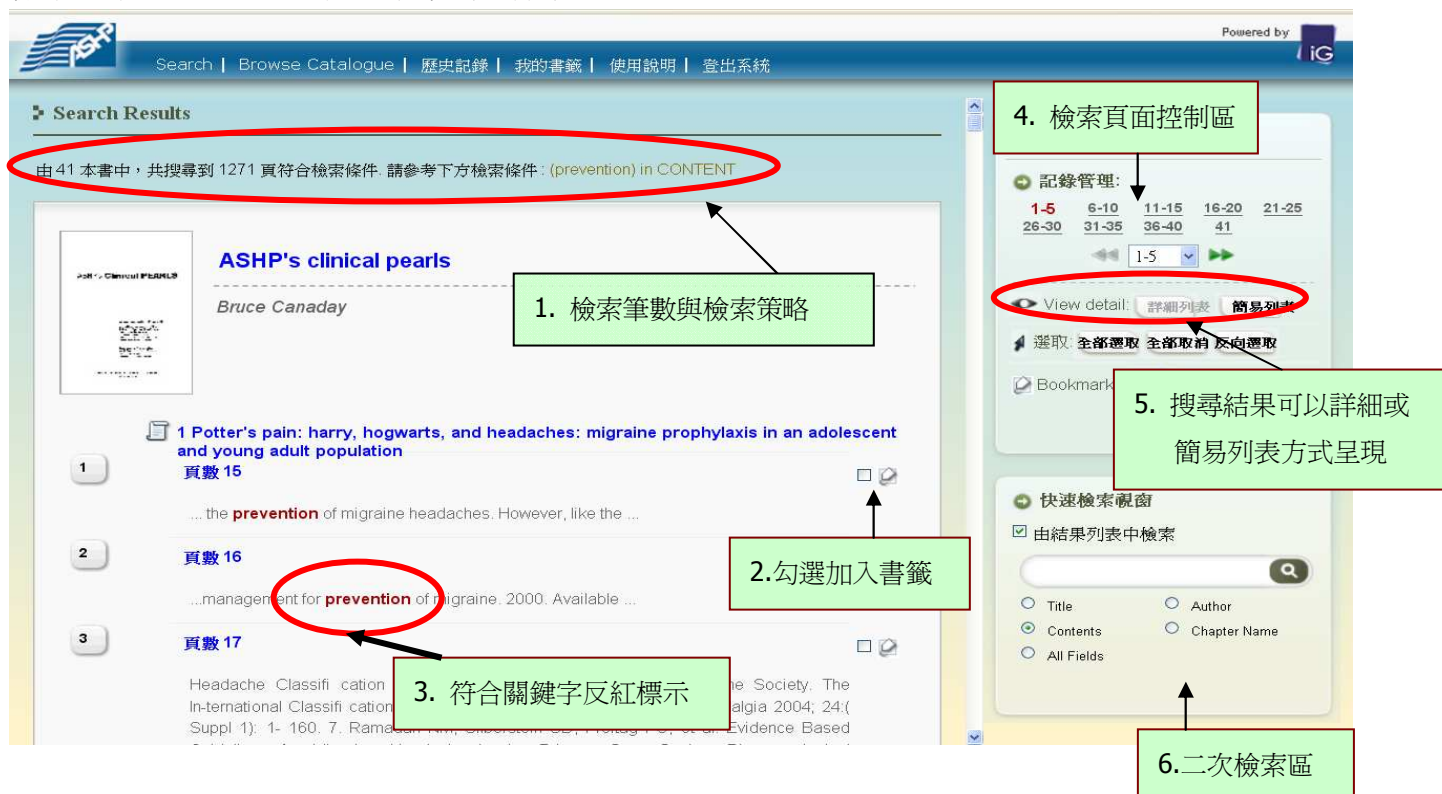 ASHP
Powered by
iG
Search | Browse Catalogue | 歷史記錄 | 我的書籤 | 使用說明 | 登出系統
Search Results
由 41 本書中，共搜尋到 1271 頁符合檢索條件. 請參考下方檢索條件 : (prevention) in CONTENT
ASHP's Clinical PEARLS
ASHP's clinical pearls
Bruce Canaday
1. 檢索筆數與檢索策略
1 Potter's pain: harry, hogwarts, and headaches: migraine prophylaxis in an adolescent
and young adult population
1
頁數 15
... the prevention of migraine headaches. However, like the ...
2
頁數 16
2.勾選加入書籤
...management for prevention of migraine. 2000. Available ...
3
頁數 17
3. 符合關鍵字反紅標示
Headache Classifi cation
ne Society. The
In-ternational Classifi cation
algia 2004; 24:(
Suppl 1): 1- 160. 7. Ramadan
Evidence Based
4. 檢索頁面控制區
記錄管理:
1-5 6-10 11-15 16-20 21-25
26-30 31-35 36-40 41
1-5
View detail: 詳細列表 簡易列表
選取: 全部選取 全部取消 反向選取
Bookmark
5. 搜尋結果可以詳細或
簡易列表方式呈現
快速檢索視窗
由結果列表中檢索
Title Author
Contents Chapter Name
All Fields
6.二次檢索區